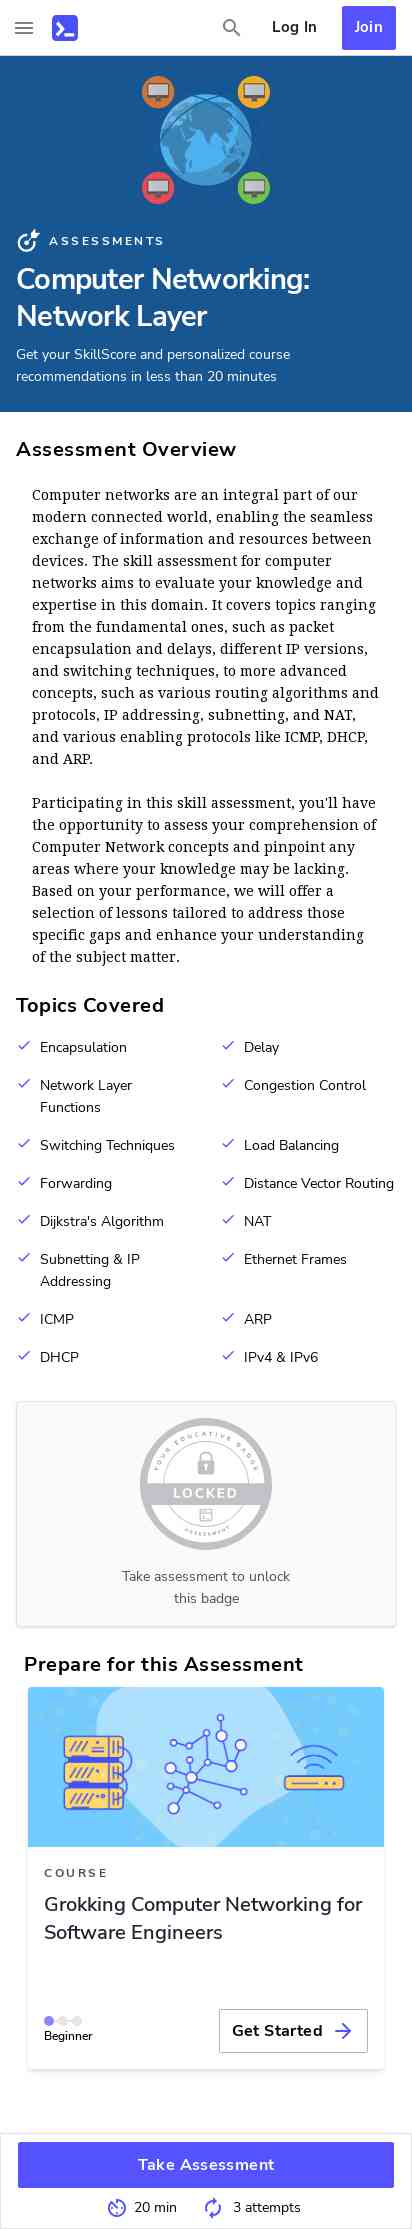 Log In
Join
ASSESSMENTS
Computer Networking:
Network Layer
Get your SkillScore and personalized course
recommendations in less than 20 minutes
Assessment Overview
Computer networks are an integral part of our
modern connected world, enabling the seamless
exchange of information and resources between
devices. The skill assessment for computer
networks aims to evaluate your knowledge and
expertise in this domain. It covers topics ranging
from the fundamental ones, such as packet
encapsulation and delays, different IP versions,
and switching techniques, to more advanced
concepts, such as various routing algorithms and
protocols, IP addressing, subnetting, and NAT,
and various enabling protocols like ICMP, DHCP,
and ARP.
Participating in this skill assessment, you'll have
the opportunity to assess your comprehension of
Computer Network concepts and pinpoint any
areas where your knowledge may be lacking.
Based on your performance, we will offer a
selection of lessons tailored to address those
specific gaps and enhance your understanding
of the subject matter.
Topics Covered
Encapsulation
Delay
Network Layer
Functions
Congestion Control
Switching Techniques
Load Balancing
Forwarding
Distance Vector Routing
Dijkstra's Algorithm
NAT
Subnetting & IP
Addressing
Ethernet Frames
ICMP
ARP
DHCP
IPv4 & IPv6
YOUR EDUCATIVE BADGE
LOCKED
ASSESSMENT
Take assessment to unlock
this badge
Prepare for this Assessment
COURSE
Grokking Computer Networking for
Software Engineers
Beginner
Get Started
Take Assessment
20 min
3 attempts